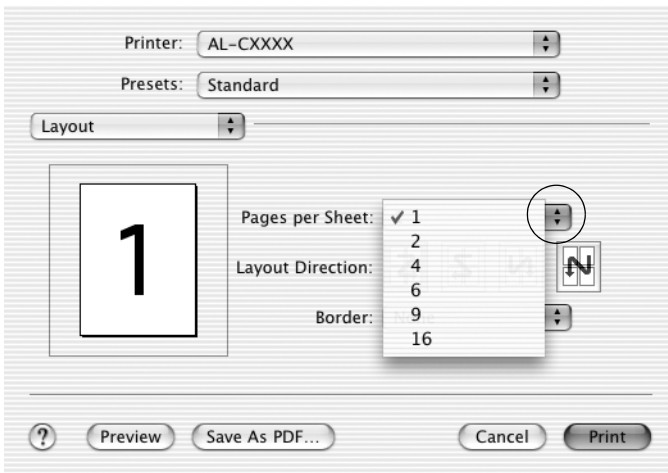 Printer: AL-CXXXX
Presets: Standard
Layout
1
Pages per Sheet: ✓ 1
2
Layout Direction: 4
6
Border: 9
16
? Preview Save As PDF... Cancel Print